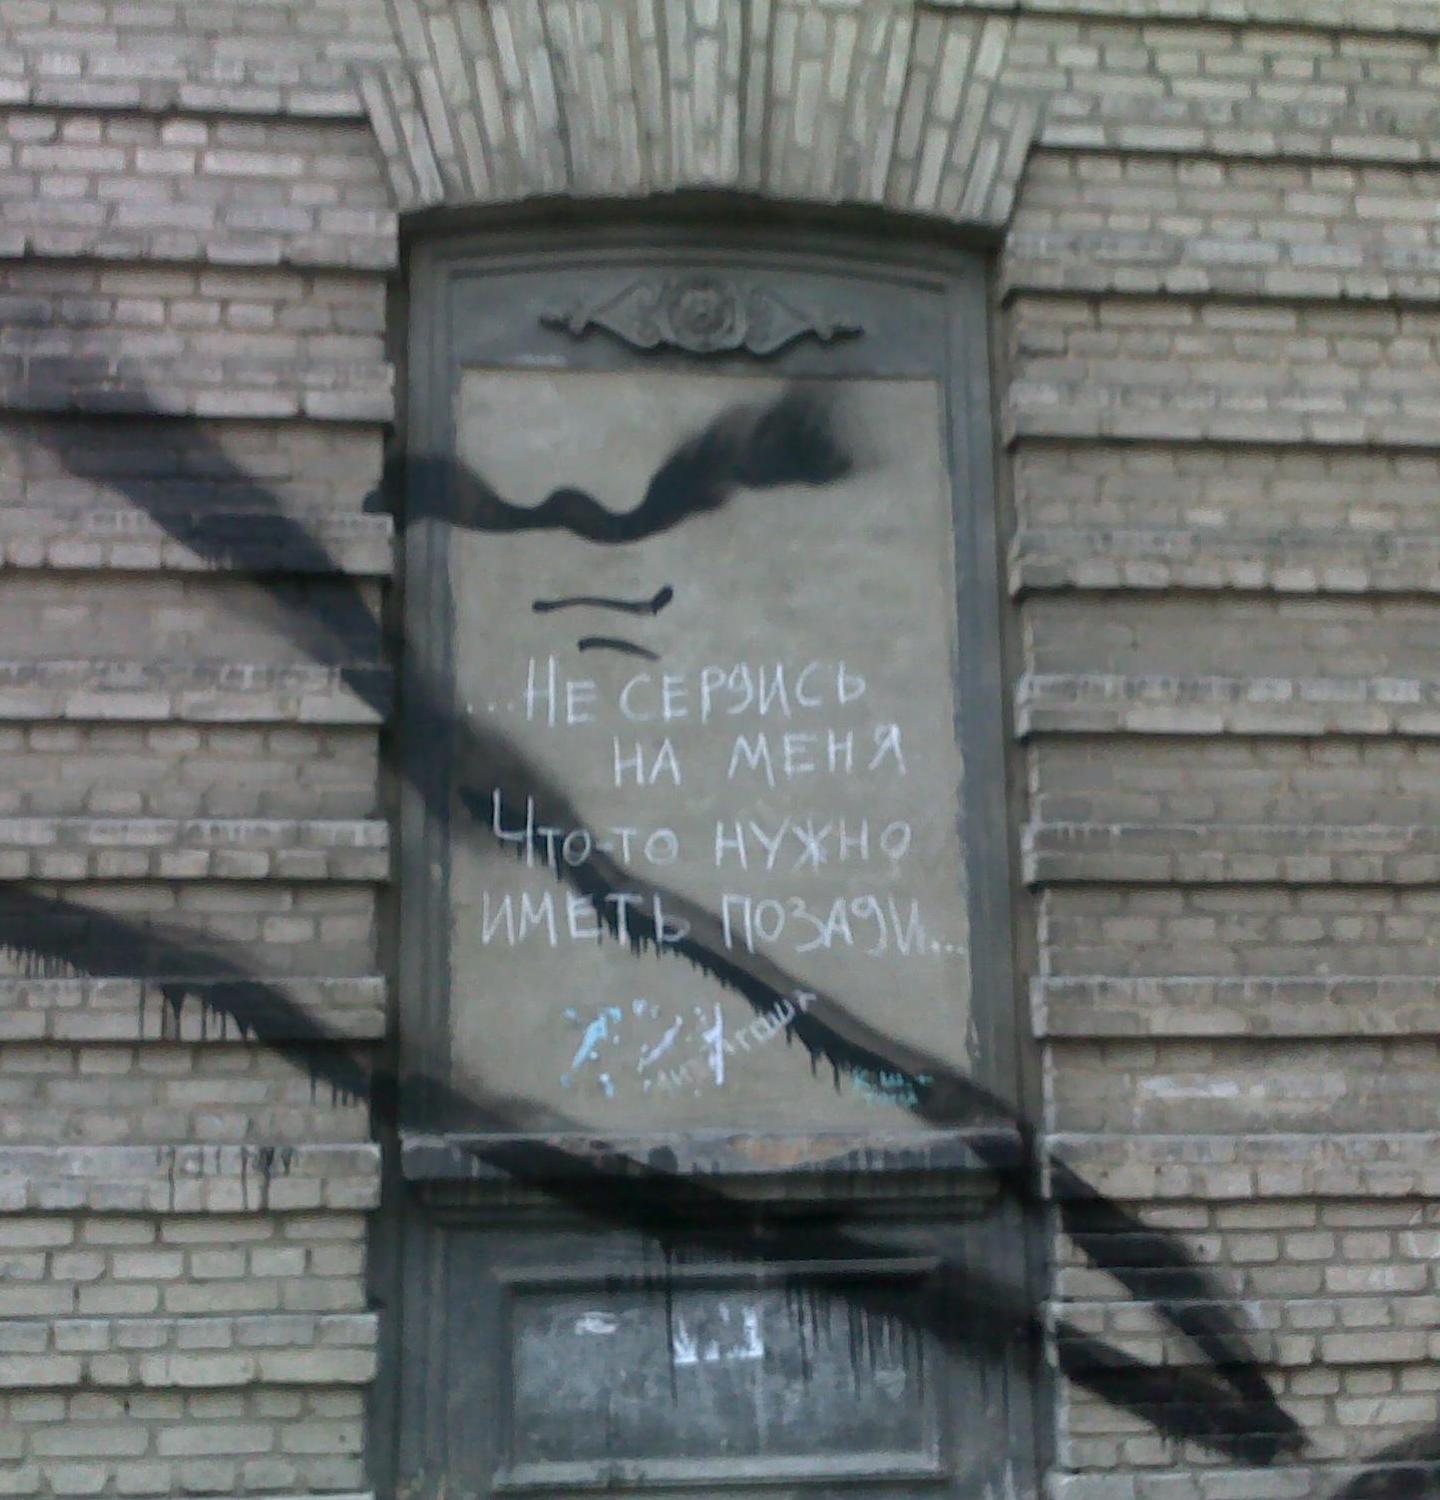 ...НЕ СЕРДИСЬ
НА МЕНЯ
ЧТО-ТО НУЖНО
ИМЕТЬ ПОЗАДИ...